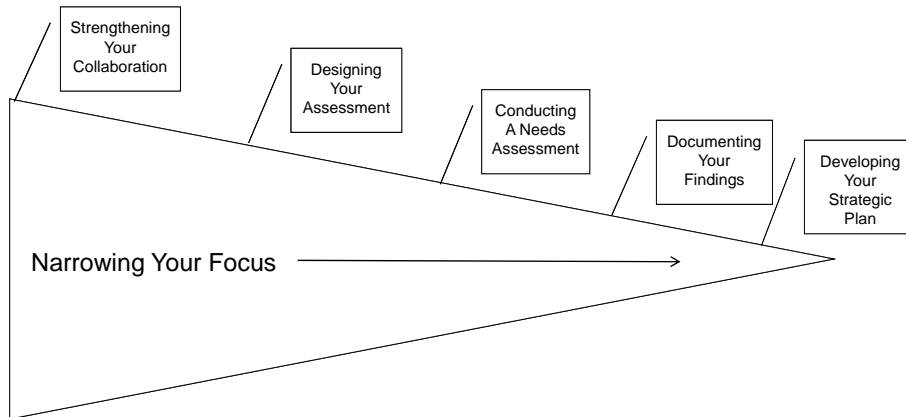 Strengthening
Your
Collaboration
Designing
Your
Assessment
Conducting
A Needs
Assessment
Documenting
Your
Findings
Developing
Your
Strategic
Plan
Narrowing Your Focus